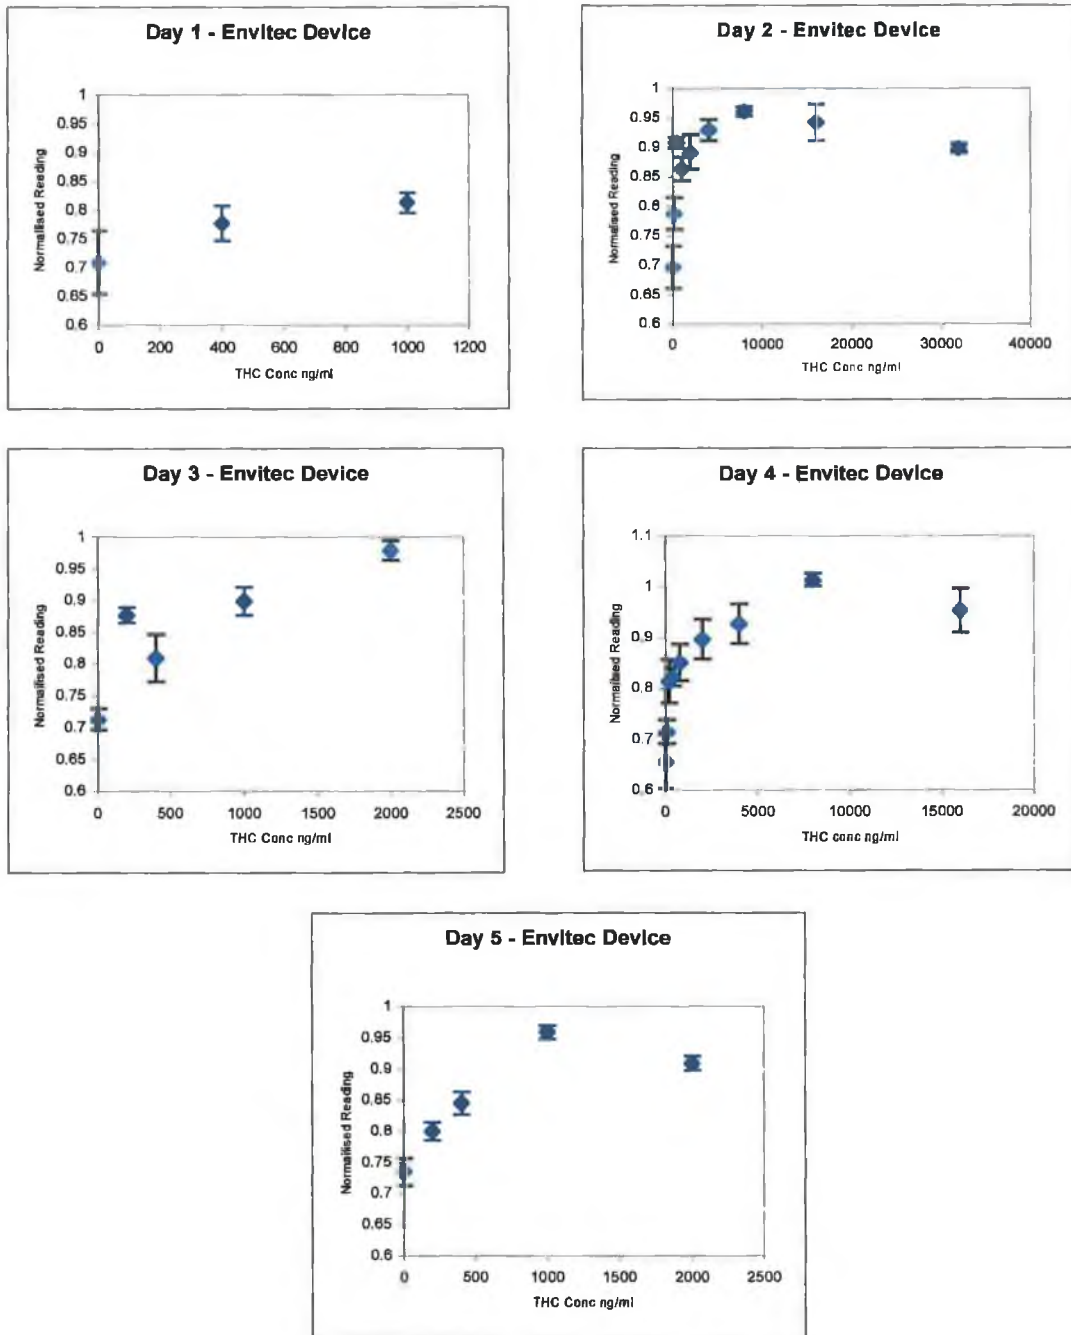 Day 1 - Envitec Device
Normailised Reading
1
0.95
0.9
0.85
0.8
0.75
0.7
0.65
0.6
0 200 400 600 800 1000 1200
THC Conc ng/ml
Day 2 - Envitec Device
Normailised Reading
1
0.95
0.9
0.85
0.8
0.75
0.7
0.65
0.6
0 10000 20000 30000 40000
THC Conc ng/ml
Day 3 - Envitec Device
Normailised Reading
1
0.95
0.9
0.85
0.8
0.75
0.7
0.65
0.6
0 500 1000 1500 2000 2500
THC Conc ng/ml
Day 4 - Envitec Device
Normailsed Reading
1.1
1
0.9
0.8
0.7
0.6
0 5000 10000 15000 20000
THC conc ng/ml
Day 5 - Envitec Device
Normailised Reading
1
0.95
0.9
0.85
0.8
0.75
0.7
0.65
0.6
0 500 1000 1500 2000 2500
THC Conc ng/ml